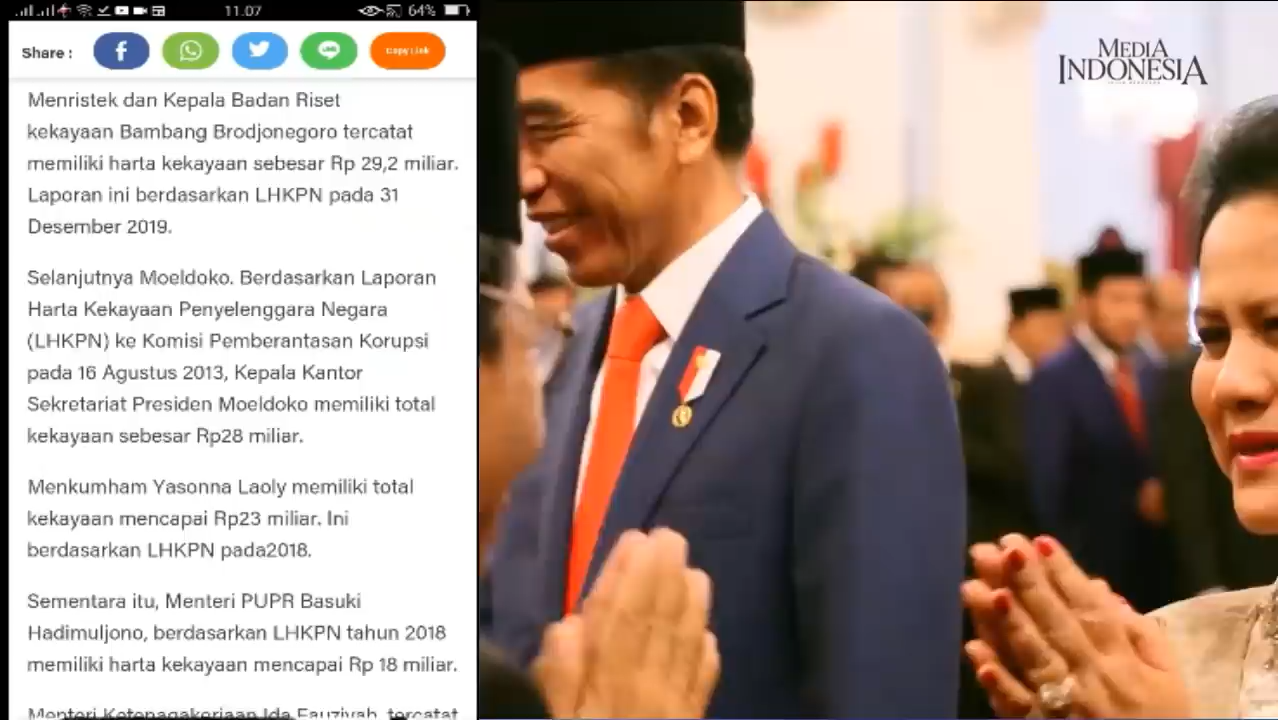 11.07
64%
Share :
Copy Link
Menristek dan Kepala Badan Riset
kekayaan Bambang Brodjonegoro tercatat
memiliki harta kekayaan sebesar Rp 29,2 miliar.
Laporan ini berdasarkan LHKPN pada 31
Desember 2019.
Selanjutnya Moeldoko. Berdasarkan Laporan
Harta Kekayaan Penyelenggara Negara
(LHKPN) ke Komisi Pemberantasan Korupsi
pada 16 Agustus 2013, Kepala Kantor
Sekretariat Presiden Moeldoko memiliki total
kekayaan sebesar Rp28 miliar.
Menkumham Yasonna Laoly memiliki total
kekayaan mencapai Rp23 miliar. Ini
berdasarkan LHKPN pada2018.
Sementara itu, Menteri PUPR Basuki
Hadimuljono, berdasarkan LHKPN tahun 2018
memiliki harta kekayaan mencapai Rp 18 miliar.
Menteri Ketenagakerjaan Ida Fauziyah, tercatat
MEDIA
INDONESIA